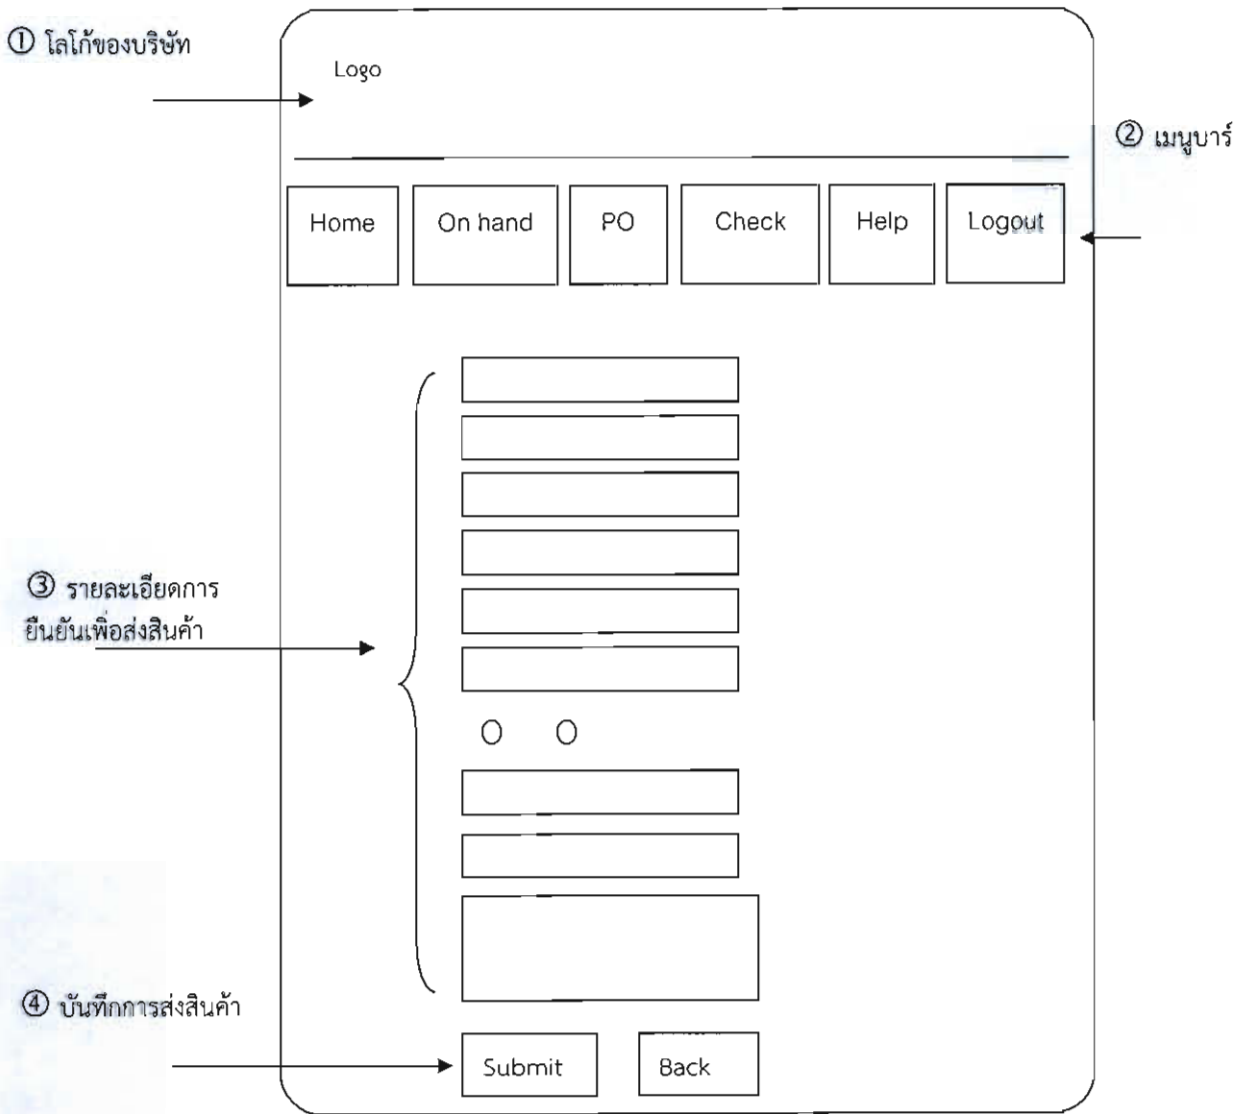 ① โลโก้ของบริษัท
Logo
② เมนูบาร์
Home On hand PO Check Help Logout
③ รายละเอียดการ
ยืนยันเพื่อส่งสินค้า
④ บันทึกการส่งสินค้า
Submit Back